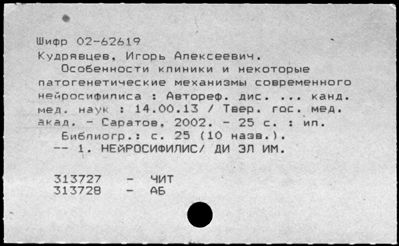 Шифр 02-62619
Кудрявцев, Игорь Алексеевич.
Особенности клиники и некоторые
патогенетические механизмы современного
нейросифилиса : Автореф. дис. ... канд.
мед. наук : 14.00.13 / Твер. гос. мед.
акад. - Саратов, 2002. - 25 с. : ил.
Библиогр.: с. 25 (10 назв.).
-- 1. НЕЙРОСИФИЛИС/ ДИ ЭЛ ИМ.
313727 - ЧИТ
313728 - АБ